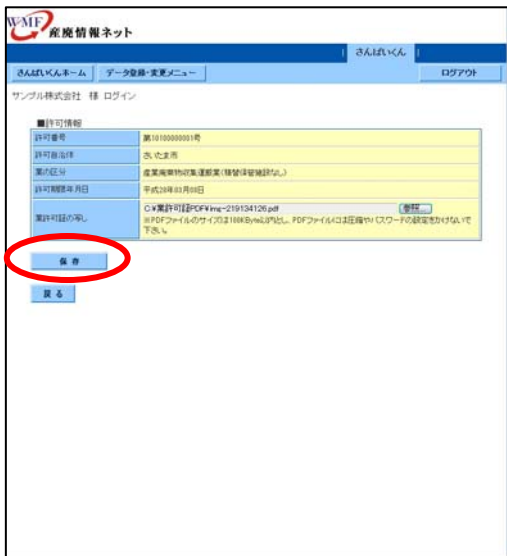 WMF 産廃情報ネット
| さんぱいくん |
さんぱいくんホーム データ登録・変更メニュー ログアウト
サンプル株式会社 様 ログイン
■許可情報
許可番号 第10100000001号
許可自治体 さいたま市
業の区分 産業廃棄物収集運搬業(積替保管施設なし)
許可期限年月日 平成28年03月08日
業許可証の写し C:¥業許可証PDF¥img-219134126.pdf 参照...
※PDFファイルのサイズは100KByte以内とし、PDFファイルには圧縮やパスワードの設定をかけないで
下さい。
保存
戻る